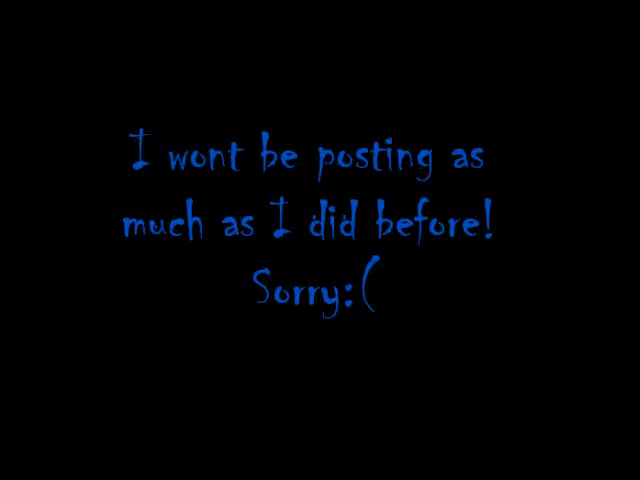 I wont be posting as
much as I did before!
Sorry:(